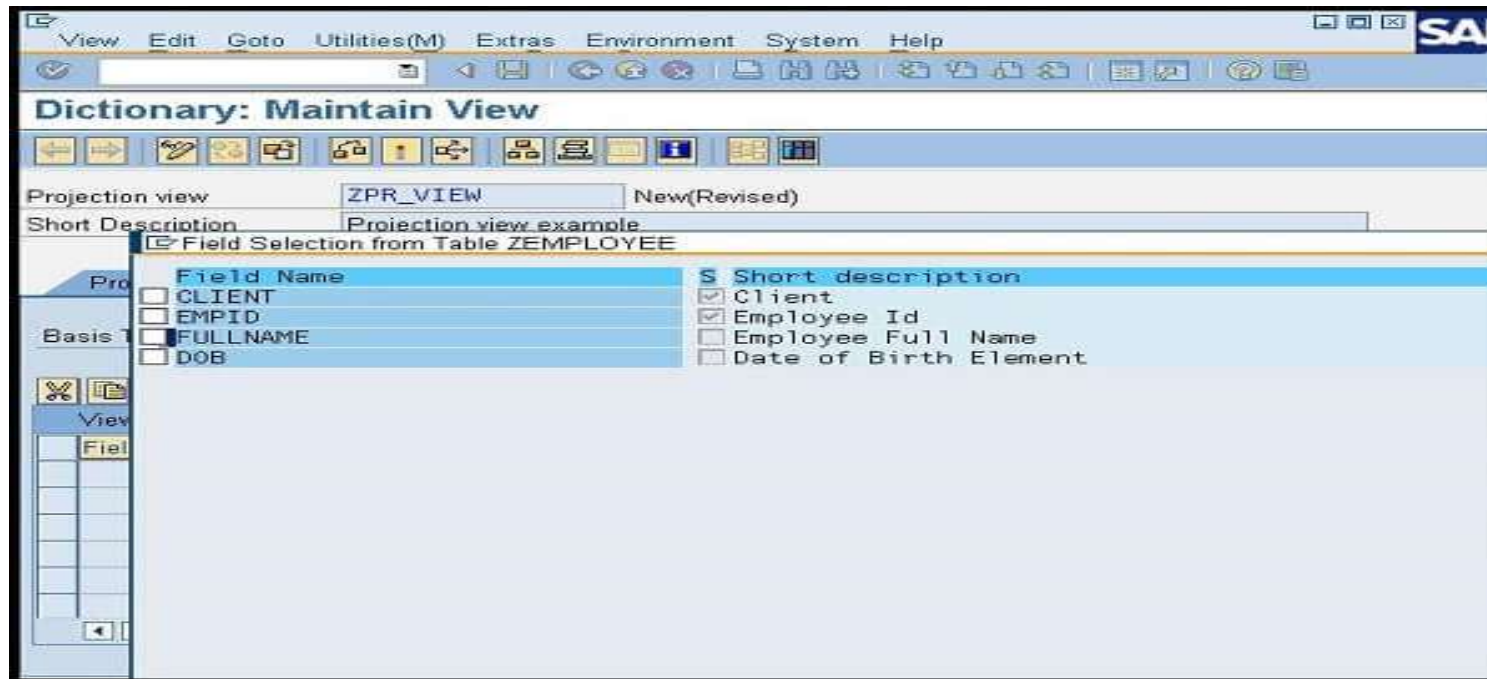 View Edit Goto Utilities(M) Extras Environment System Help
SA
Dictionary: Maintain View
Projection view ZPR_VIEW New(Revised)
Short Description Projection view example
Field Selection from Table ZEMPLOYEE
Pro
Field Name S Short description
CLIENT Client
EMPID Employee Id
Basis T
FULLNAME Employee Full Name
DOB Date of Birth Element
View
Fiel